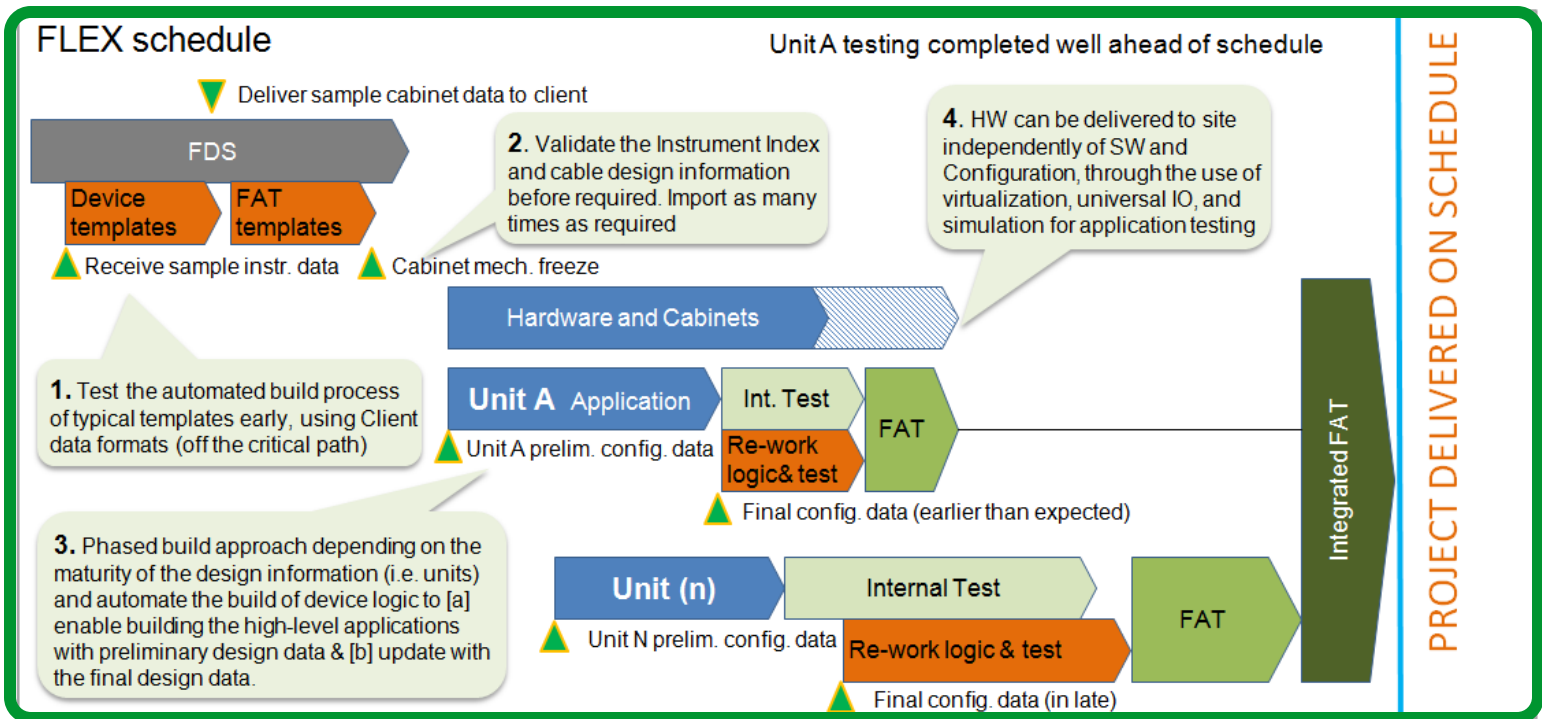 FLEX schedule
Unit A testing completed well ahead of schedule
Deliver sample cabinet data to client
FDS
Device
templates
FAT
templates
Receive sample instr. data
Cabinet mech. freeze
2. Validate the Instrument Index
and cable design information
before required. Import as many
times as required
4. HW can be delivered to site
independently of SW and
Configuration, through the use of
virtualization, universal IO, and
simulation for application testing
Hardware and Cabinets
1. Test the automated build process
of typical templates early, using Client
data formats (off the critical path)
Unit A Application
Int. Test
Re-work
logic& test
FAT
Unit A prelim. config. data
Final config. data (earlier than expected)
3. Phased build approach depending on the
maturity of the design information (i.e. units)
and automate the build of device logic to [a]
enable building the high-level applications
with preliminary design data & [b] update with
the final design data.
Unit (n)
Internal Test
Unit N prelim. config. data
Re-work logic & test
FAT
Final config. data (in late)
Integrated FAT
PROJECT DELIVERED ON SCHEDULE